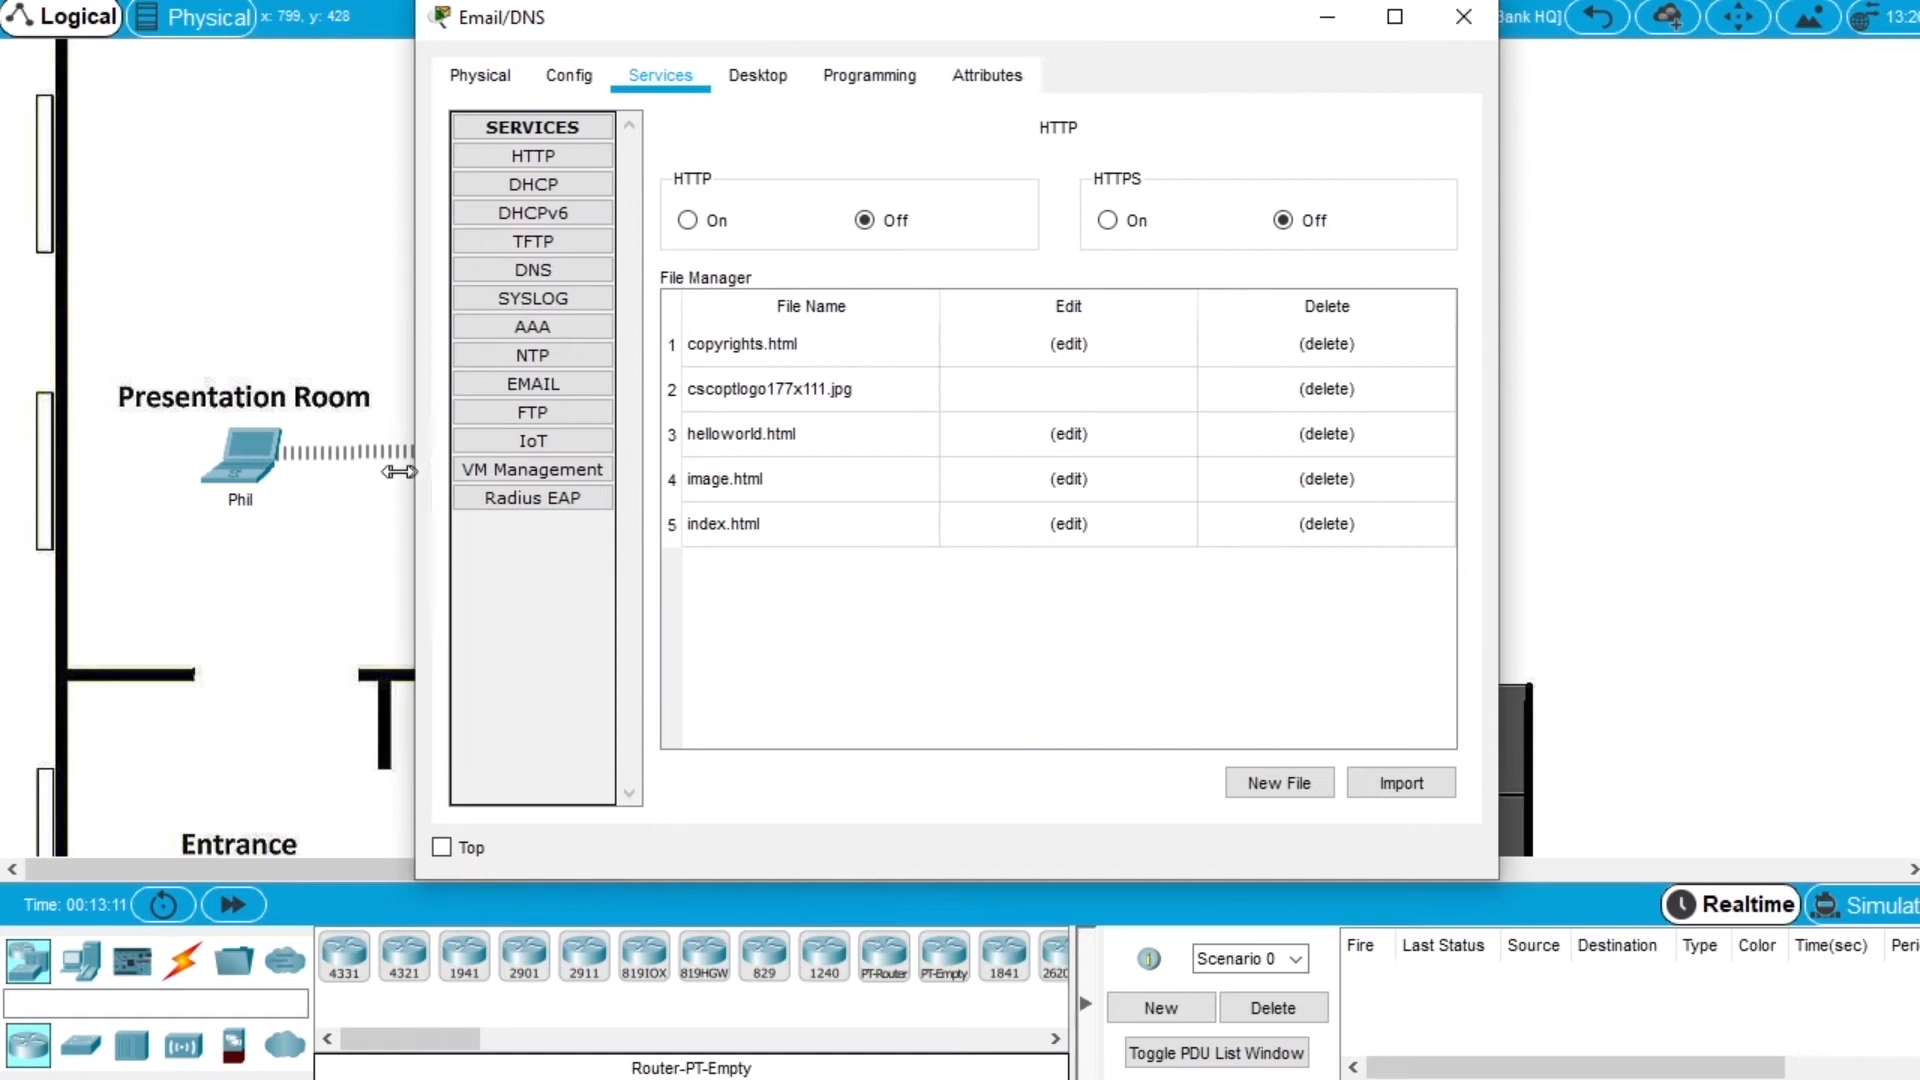 Logical
Physical
x: 799, y: 428
Email/DNS
Bank HQ]
Physical
Config
Services
Desktop
Programming
Attributes
SERVICES
HTTP
DHCP
DHCPv6
TFTP
DNS
SYSLOG
AAA
NTP
EMAIL
FTP
IoT
VM Management
Radius EAP
HTTP
HTTP
On
Off
HTTPS
On
Off
File Manager
File Name Edit Delete
1 copyrights.html (edit) (delete)
2 cscoptlogo177x111.jpg (delete)
3 helloworld.html (edit) (delete)
4 image.html (edit) (delete)
5 index.html (edit) (delete)
New File
Import
Top
Presentation Room
Phil
Entrance
Time: 00:13:11
Realtime
Simulat
4331
4321
1941
2901
2911
819IOX
819HGW
829
1240
PT-Router
PT-Empty
1841
2620
Router-PT-Empty
Scenario 0
New
Delete
Toggle PDU List Window
Fire Last Status Source Destination Type Color Time(sec) Peri